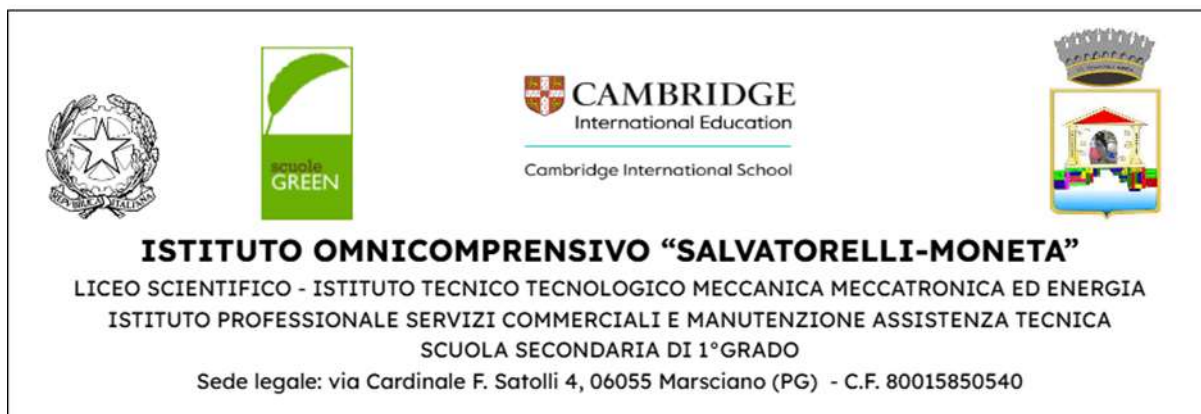 REPVBBLICA ITALIANA
scuole
GREEN
CAMBRIDGE
International Education
Cambridge International School
ISTITUTO OMNICOMPRENSIVO “SALVATORELLI-MONETA”
LICEO SCIENTIFICO - ISTITUTO TECNICO TECNOLOGICO MECCANICA MECCATRONICA ED ENERGIA
ISTITUTO PROFESSIONALE SERVIZI COMMERCIALI E MANUTENZIONE ASSISTENZA TECNICA
SCUOLA SECONDARIA DI 1°GRADO
Sede legale: via Cardinale F. Satolli 4, 06055 Marsciano (PG) - C.F. 80015850540